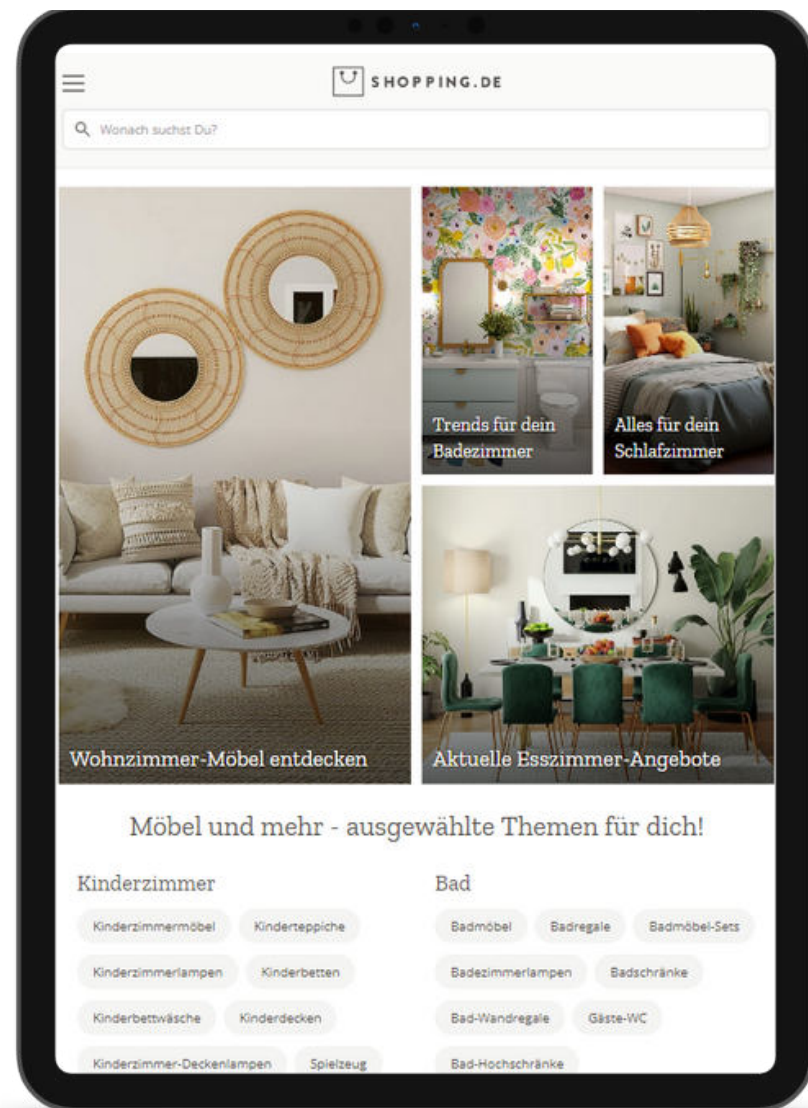 SHOPPING.DE
Wonach suchst Du?
Trends für dein
Badezimmer
Alles für dein
Schlafzimmer
Wohnzimmer-Möbel entdecken
Aktuelle Esszimmer-Angebote
Möbel und mehr - ausgewählte Themen für dich!
Kinderzimmer
Kinderzimmermöbel Kinderteppiche
Kinderzimmerlampen Kinderbetten
Kinderbettwäsche Kinderdecken
Kinderzimmer-Deckenlampen Spielzeug
Bad
Badmöbel Badregale Badmöbel-Sets
Badezimmerlampen Badschränke
Bad-Wandregale Gäste-WC
Bad-Hochschränke